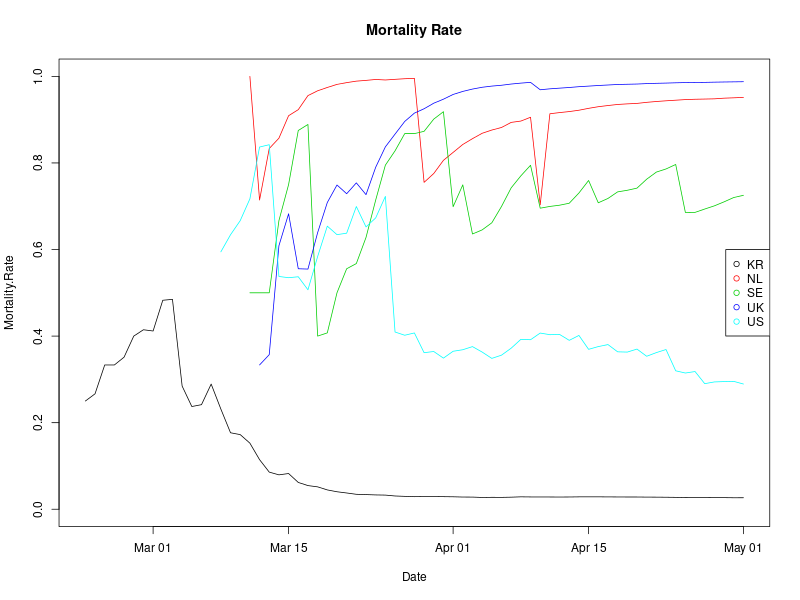 Mortality Rate
Mortality.Rate
1.0
0.8
0.6
0.4
0.2
0.0
KR
NL
SE
UK
US
Mar 01
Mar 15
Apr 01
Apr 15
May 01
Date